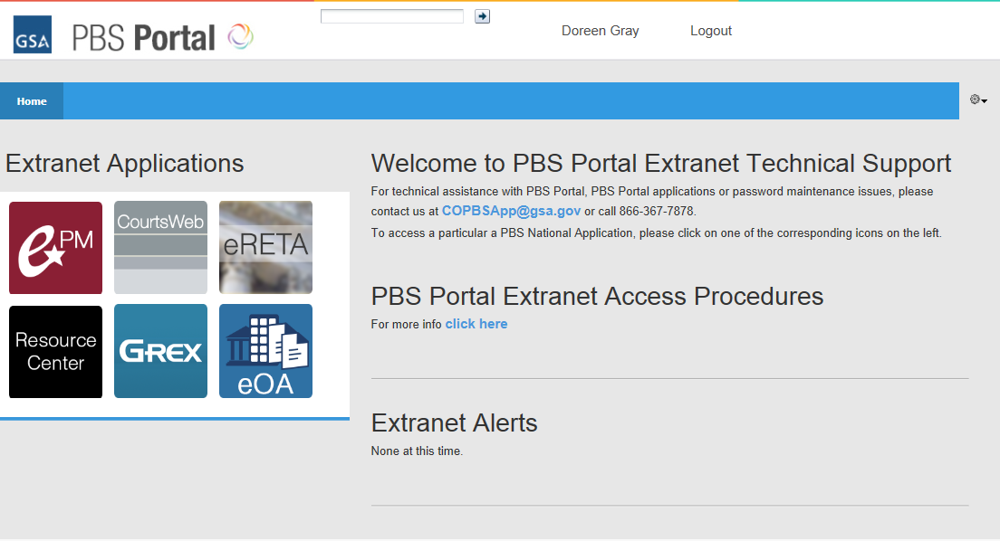 GSA PBS Portal
Doreen Gray Logout
Home
Extranet Applications
ePM
CourtsWeb
eRETA
Resource
Center
G-REX
eOA
Welcome to PBS Portal Extranet Technical Support
For technical assistance with PBS Portal, PBS Portal applications or password maintenance issues, please
contact us at COPBSApp@gsa.gov or call 866-367-7878.
To access a particular a PBS National Application, please click on one of the corresponding icons on the left.
PBS Portal Extranet Access Procedures
For more info click here
Extranet Alerts
None at this time.